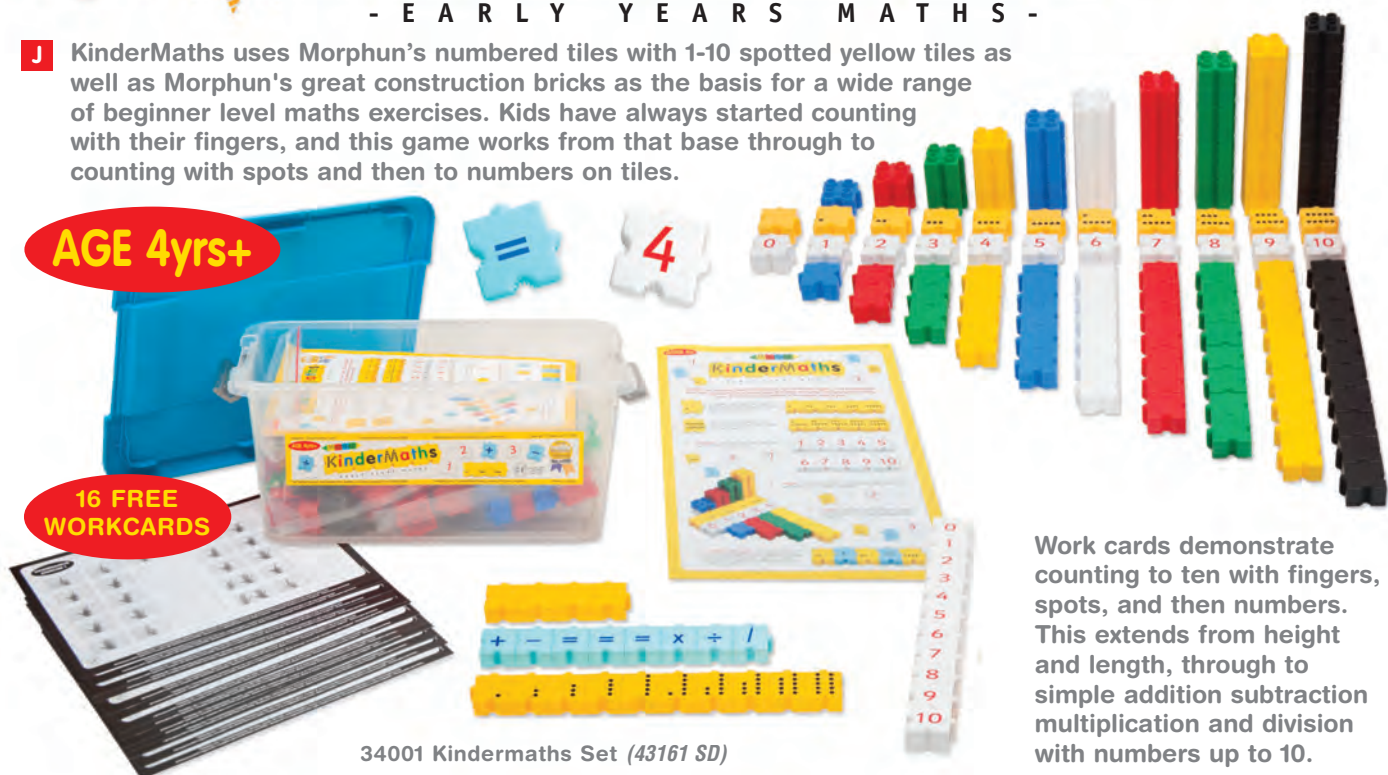 - EARLY YEARS MATHS -
J KinderMaths uses Morphun’s numbered tiles with 1-10 spotted yellow tiles as
well as Morphun's great construction bricks as the basis for a wide range
of beginner level maths exercises. Kids have always started counting
with their fingers, and this game works from that base through to
counting with spots and then to numbers on tiles.
AGE 4yrs+
=
4
0 1 2 3 4 5 6 7 8 9 10
KinderMaths
1 2 3 4 5
6 7 8 9 10
KinderMaths
2 + 3
1
16 FREE
WORKCARDS
0
1
2
3
4
5
6
7
8
9
10
+ - = = = × ÷ /
34001 Kindermaths Set (43161 SD)
Work cards demonstrate
counting to ten with fingers,
spots, and then numbers.
This extends from height
and length, through to
simple addition subtraction
multiplication and division
with numbers up to 10.